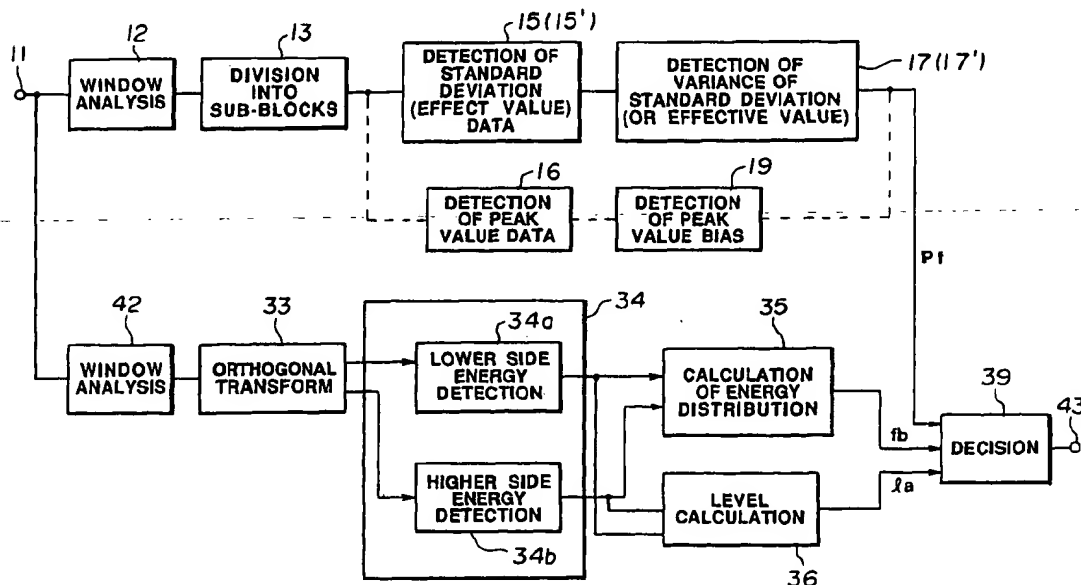 11
12
WINDOW
ANALYSIS
13
DIVISION
INTO
SUB-BLOCKS
15(15')
DETECTION OF
STANDARD
DEVIATION
(EFFECT VALUE)
DATA
17(17')
DETECTION OF
VARIANCE OF
STANDARD DEVIATION
(OR EFFECTIVE VALUE)
16
DETECTION
OF PEAK
VALUE DATA
19
DETECTION
OF PEAK
VALUE BIAS
Pf
42
WINDOW
ANALYSIS
33
ORTHOGONAL
TRANSFORM
34
34a
LOWER SIDE
ENERGY
DETECTION
HIGHER SIDE
ENERGY
DETECTION
34b
35
CALCULATION
OF ENERGY
DISTRIBUTION
fb
LEVEL
CALCULATION
36
la
39
DECISION
43